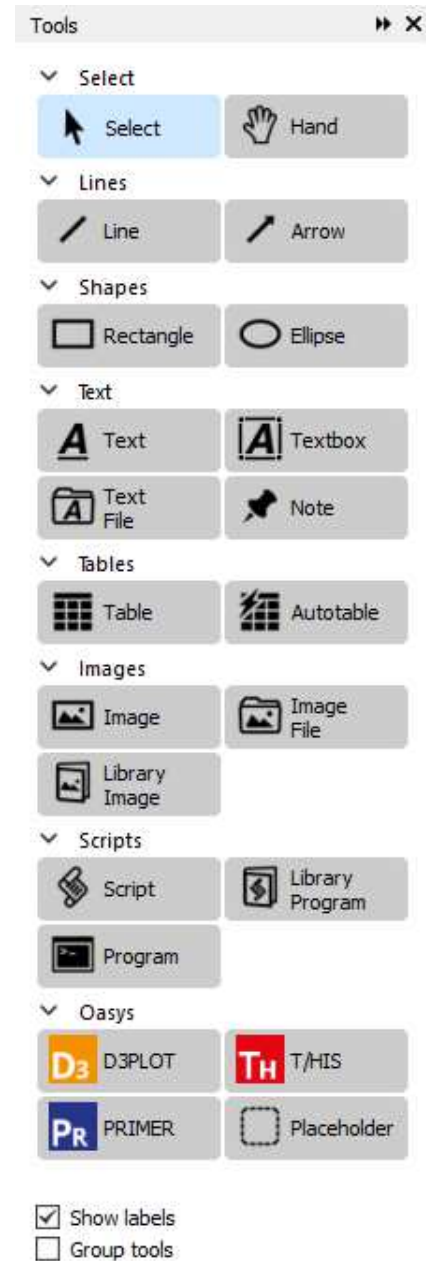 Tools
Select
Select
Hand
Lines
Line
Arrow
Shapes
Rectangle
Ellipse
Text
A Text
A Textbox
A Text
File
Note
Tables
Table
Autotable
Images
Image
Image
File
Library
Image
Scripts
Script
Library
Program
Program
Oasys
D3 D3PLOT
TH T/HIS
PR PRIMER
Placeholder
Show labels
Group tools